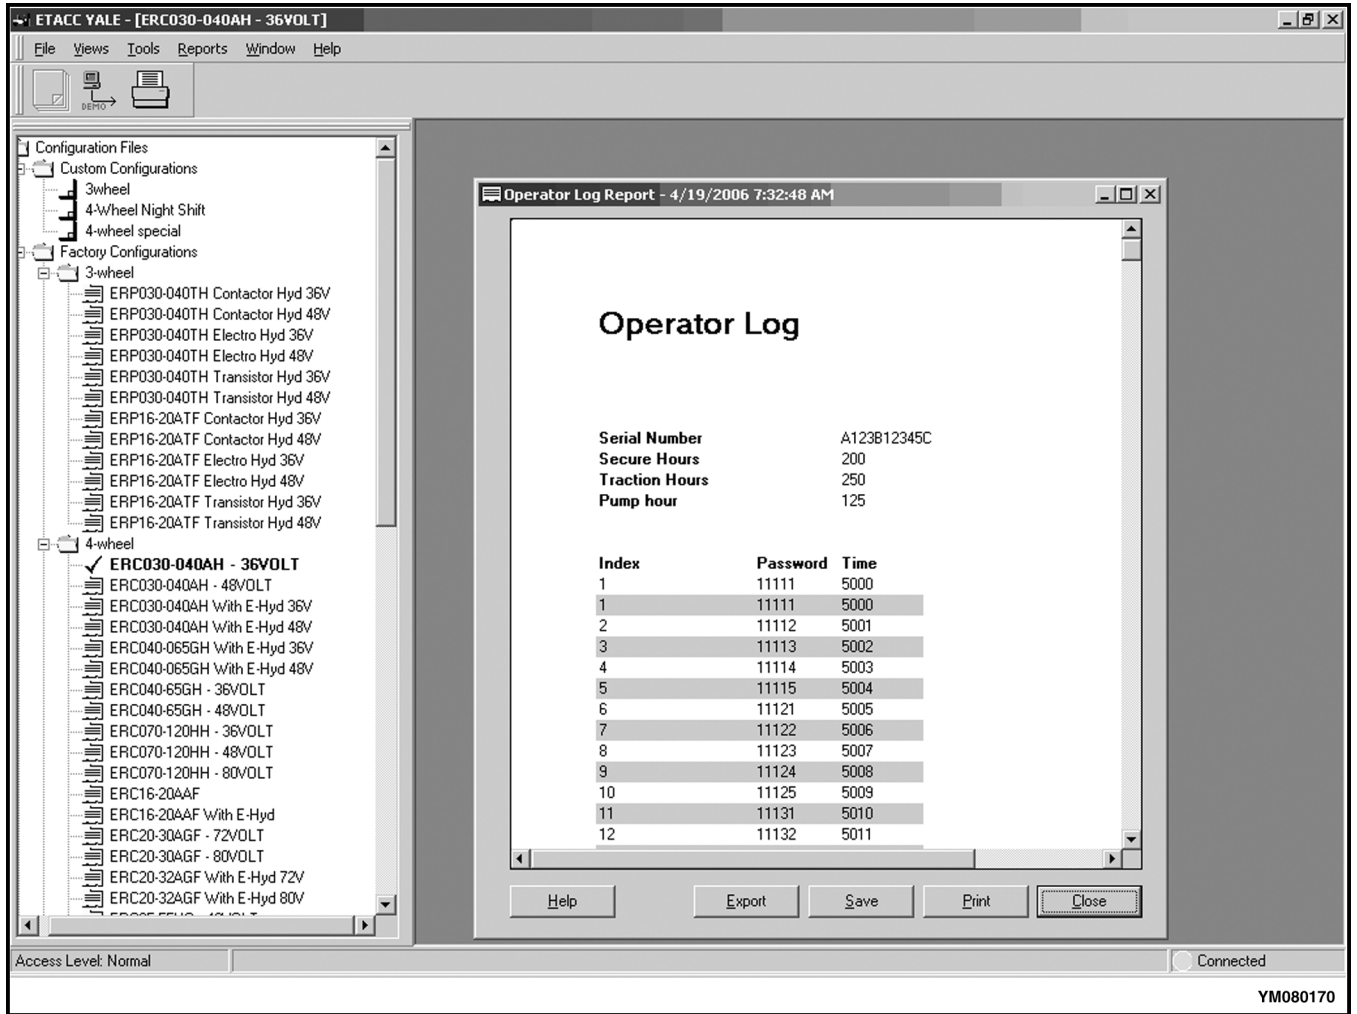 ETACC YALE - [ERC030-040AH - 36VOLT]
File Views Tools Reports Window Help
DEMO
Configuration Files
Custom Configurations
3wheel
4-Wheel Night Shift
4-wheel special
Factory Configurations
3-wheel
ERP030-040TH Contactor Hyd 36V
ERP030-040TH Contactor Hyd 48V
ERP030-040TH Electro Hyd 36V
ERP030-040TH Electro Hyd 48V
ERP030-040TH Transistor Hyd 36V
ERP030-040TH Transistor Hyd 48V
ERP16-20ATF Contactor Hyd 36V
ERP16-20ATF Contactor Hyd 48V
ERP16-20ATF Electro Hyd 36V
ERP16-20ATF Electro Hyd 48V
ERP16-20ATF Transistor Hyd 36V
ERP16-20ATF Transistor Hyd 48V
4-wheel
ERC030-040AH - 36VOLT
ERC030-040AH - 48VOLT
ERC030-040AH With E-Hyd 36V
ERC030-040AH With E-Hyd 48V
ERC040-065GH With E-Hyd 36V
ERC040-065GH With E-Hyd 48V
ERC040-65GH - 36VOLT
ERC040-65GH - 48VOLT
ERC070-120HH - 36VOLT
ERC070-120HH - 48VOLT
ERC070-120HH - 80VOLT
ERC16-20AAF
ERC16-20AAF With E-Hyd
ERC20-30AGF - 72VOLT
ERC20-30AGF - 80VOLT
ERC20-32AGF With E-Hyd 72V
ERC20-32AGF With E-Hyd 80V
Operator Log Report - 4/19/2006 7:32:48 AM
Operator Log
Serial Number A123B12345C
Secure Hours 200
Traction Hours 250
Pump hour 125
Index Password Time
1 11111 5000
1 11111 5000
2 11112 5001
3 11113 5002
4 11114 5003
5 11115 5004
6 11121 5005
7 11122 5006
8 11123 5007
9 11124 5008
10 11125 5009
11 11131 5010
12 11132 5011
Help Export Save Print Close
Access Level: Normal
Connected
YM080170